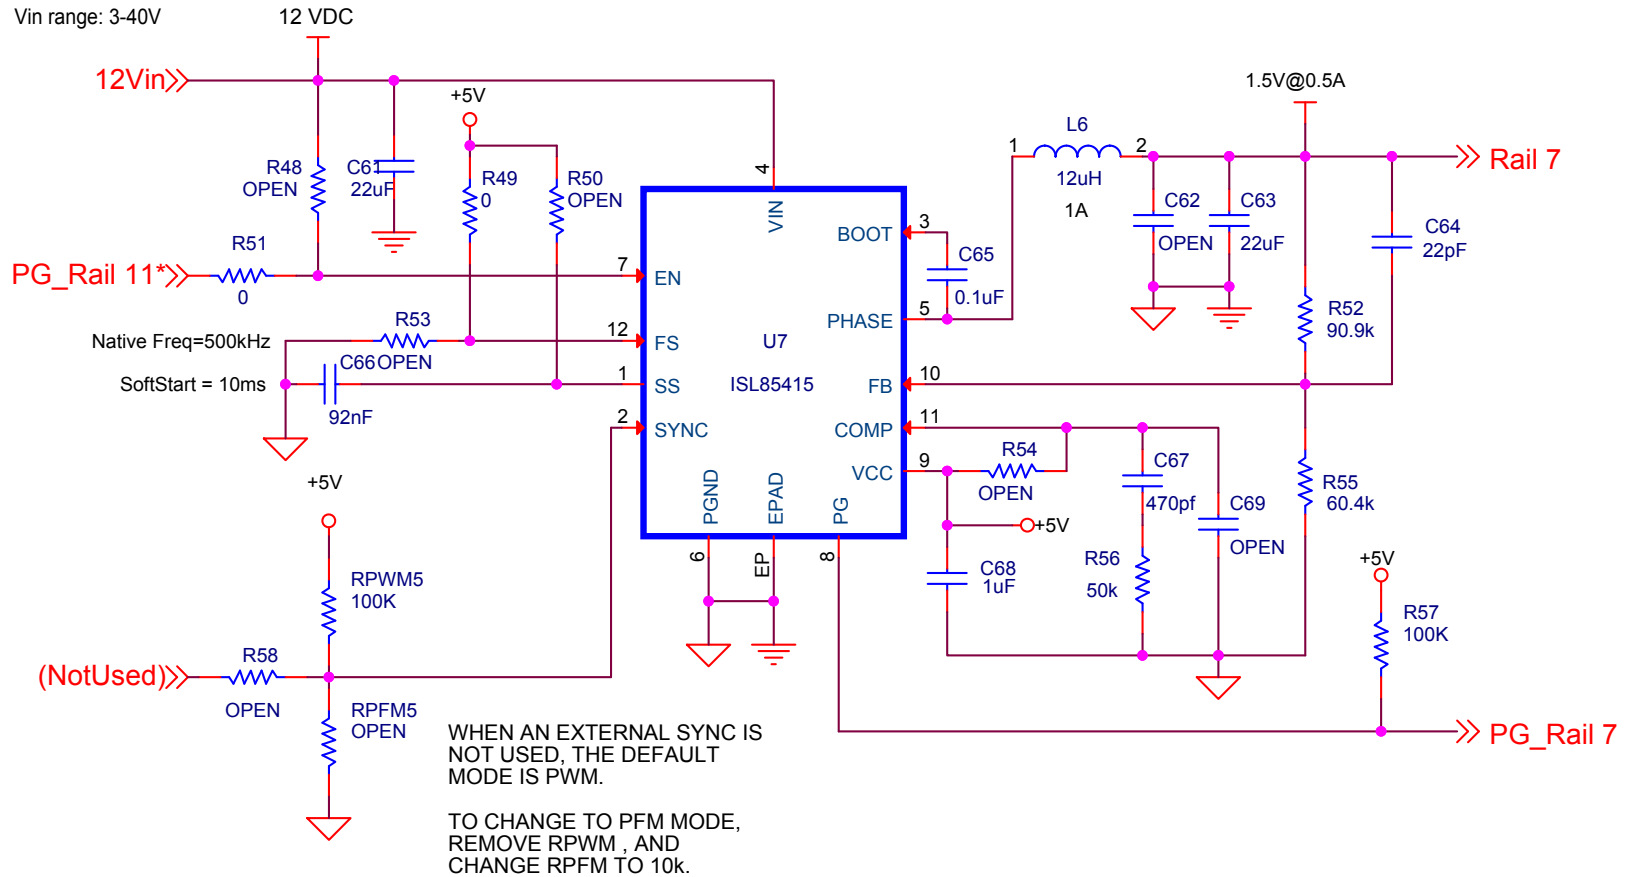 Vin range: 3-40V
12 VDC
12Vin
+5V
1.5V@0.5A
R48
OPEN
C61
22uF
R49
0
R50
OPEN
4
VIN
L6
1
2
12uH
1A
Rail 7
C62
OPEN
C63
22uF
C64
22pF
R51
0
PG_Rail 11*
7
EN
BOOT
3
C65
0.1uF
PHASE
5
R52
90.9k
Native Freq=500kHz
R53
OPEN
12
FS
U7
ISL85415
SoftStart = 10ms
C66
92nF
1
SS
FB
10
2
SYNC
COMP
11
VCC
9
R54
OPEN
C67
470pf
C69
OPEN
R55
60.4k
PGND
EPAD
PG
6
EP
8
+5V
C68
1uF
R56
50k
+5V
R57
100K
+5V
RPWM5
100K
(NotUsed)
R58
OPEN
RPFM5
OPEN
PG_Rail 7
WHEN AN EXTERNAL SYNC IS
NOT USED, THE DEFAULT
MODE IS PWM.
TO CHANGE TO PFM MODE,
REMOVE RPWM , AND
CHANGE RPFM TO 10k.